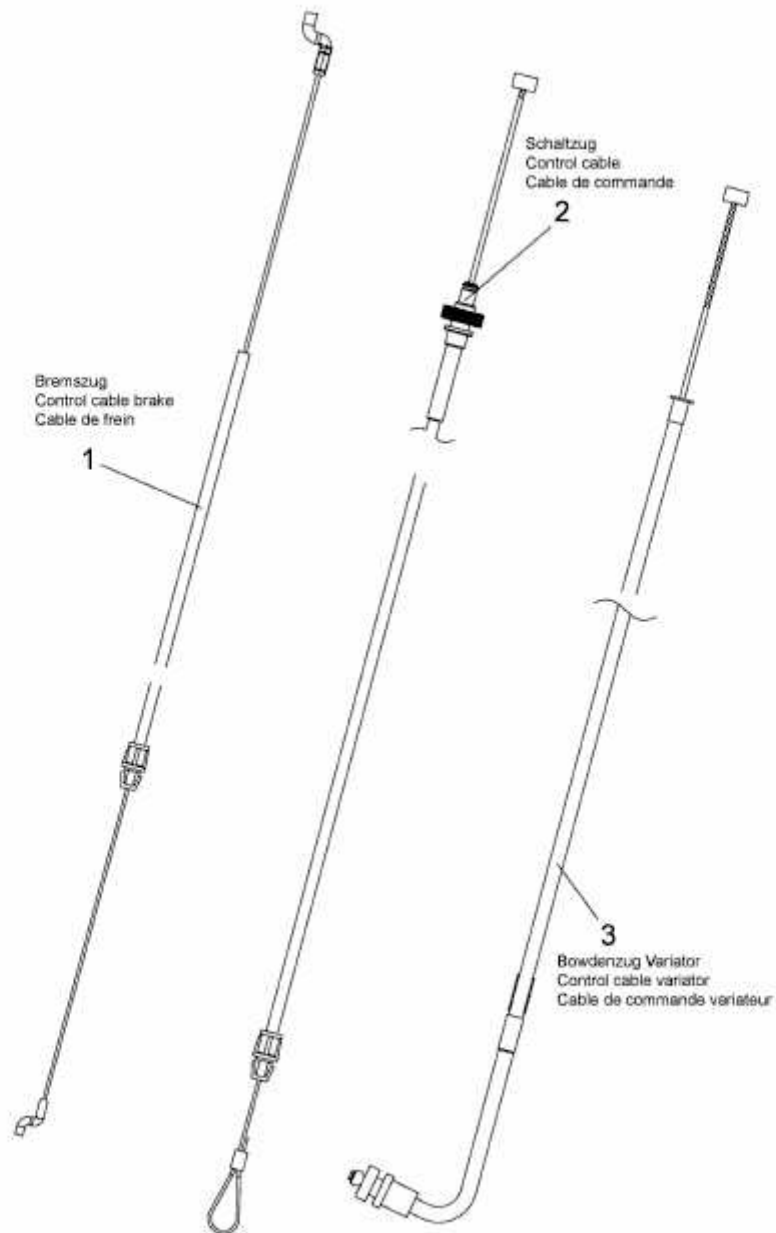 Schaltzug
Control cable
Cable de commande
2
Bremszug
Control cable brake
Cable de frein
1
3
Bowdenzug Variator
Control cable variator
Cable de commande variateur